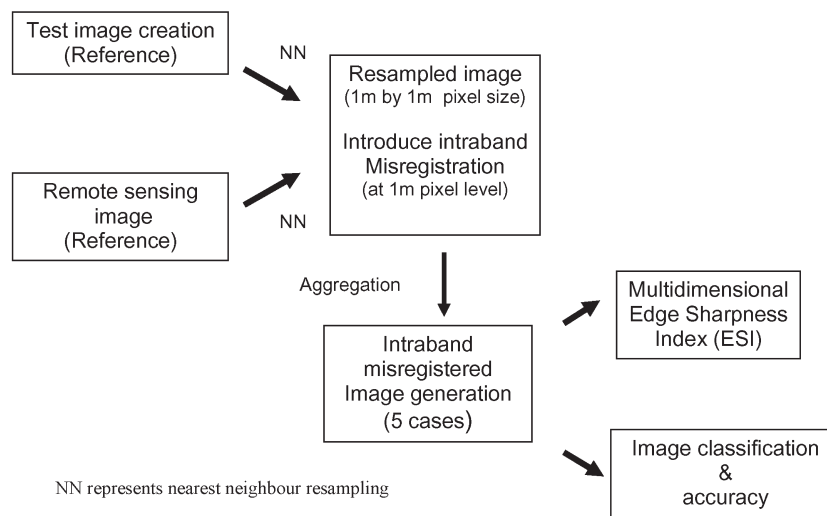 Test image creation
(Reference)
NN
Resampled image
(1m by 1m pixel size)
Introduce intraband
Misregistration
(at 1m pixel level)
Remote sensing
image
(Reference)
NN
Aggregation
Multidimensional
Edge Sharpness
Index (ESI)
Intraband
misregistered
Image generation
(5 cases)
Image classification
&
accuracy
NN represents nearest neighbour resampling